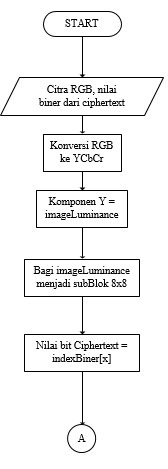 START
Citra RGB, nilai
biner dari ciphertext
Konversi RGB
ke YCbCr
Komponen Y =
imageLuminance
Bagi imageLuminance
menjadi subBlok 8x8
Nilai bit Ciphertext =
indexBiner[x]
A